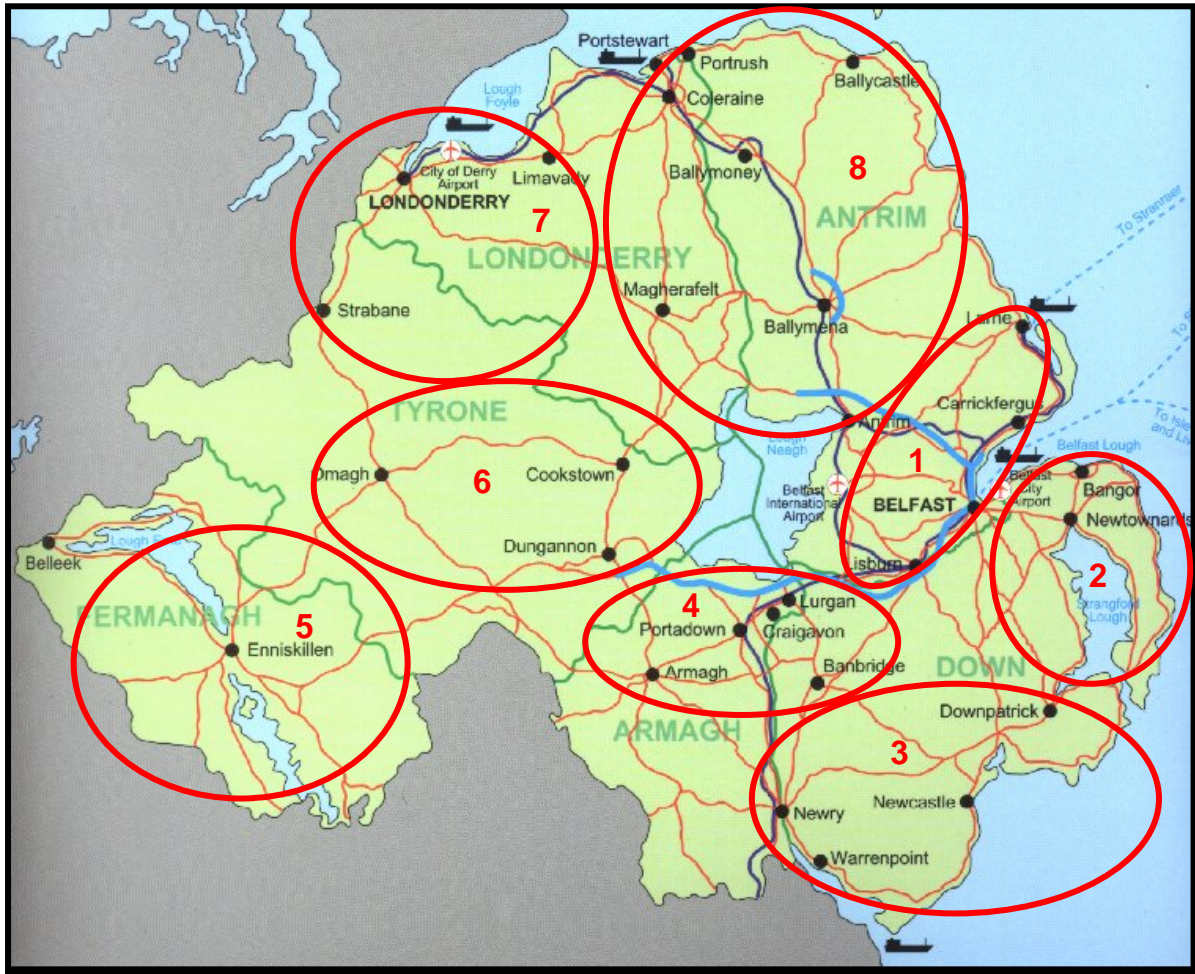 Portstewart
Portrush
Ballycastle
Coleraine
Lough
Foyle
City of Derry
Airport
Limavady
Ballymoney
8
LONDONDERRY
7
ANTRIM
To Stranraer
LONDONDERRY
Magherafelt
Strabane
Ballymena
Larne
TYRONE
Carrickfergus
Antrim
To Isle
and Liv
Lough
Neagh
Belfast Lough
1
Omagh
6
Cookstown
Belfast
International
Airport
BELFAST
Belfast
City
Airport
Bangor
Newtownards
Dungannon
Lough Erne
Belleek
Lisburn
2
Strangford
Lough
FERMANAGH
5
4
Lurgan
Portadown
Craigavon
Enniskillen
Armagh
Banbridge
DOWN
Downpatrick
ARMAGH
3
Newry
Newcastle
Warrenpoint